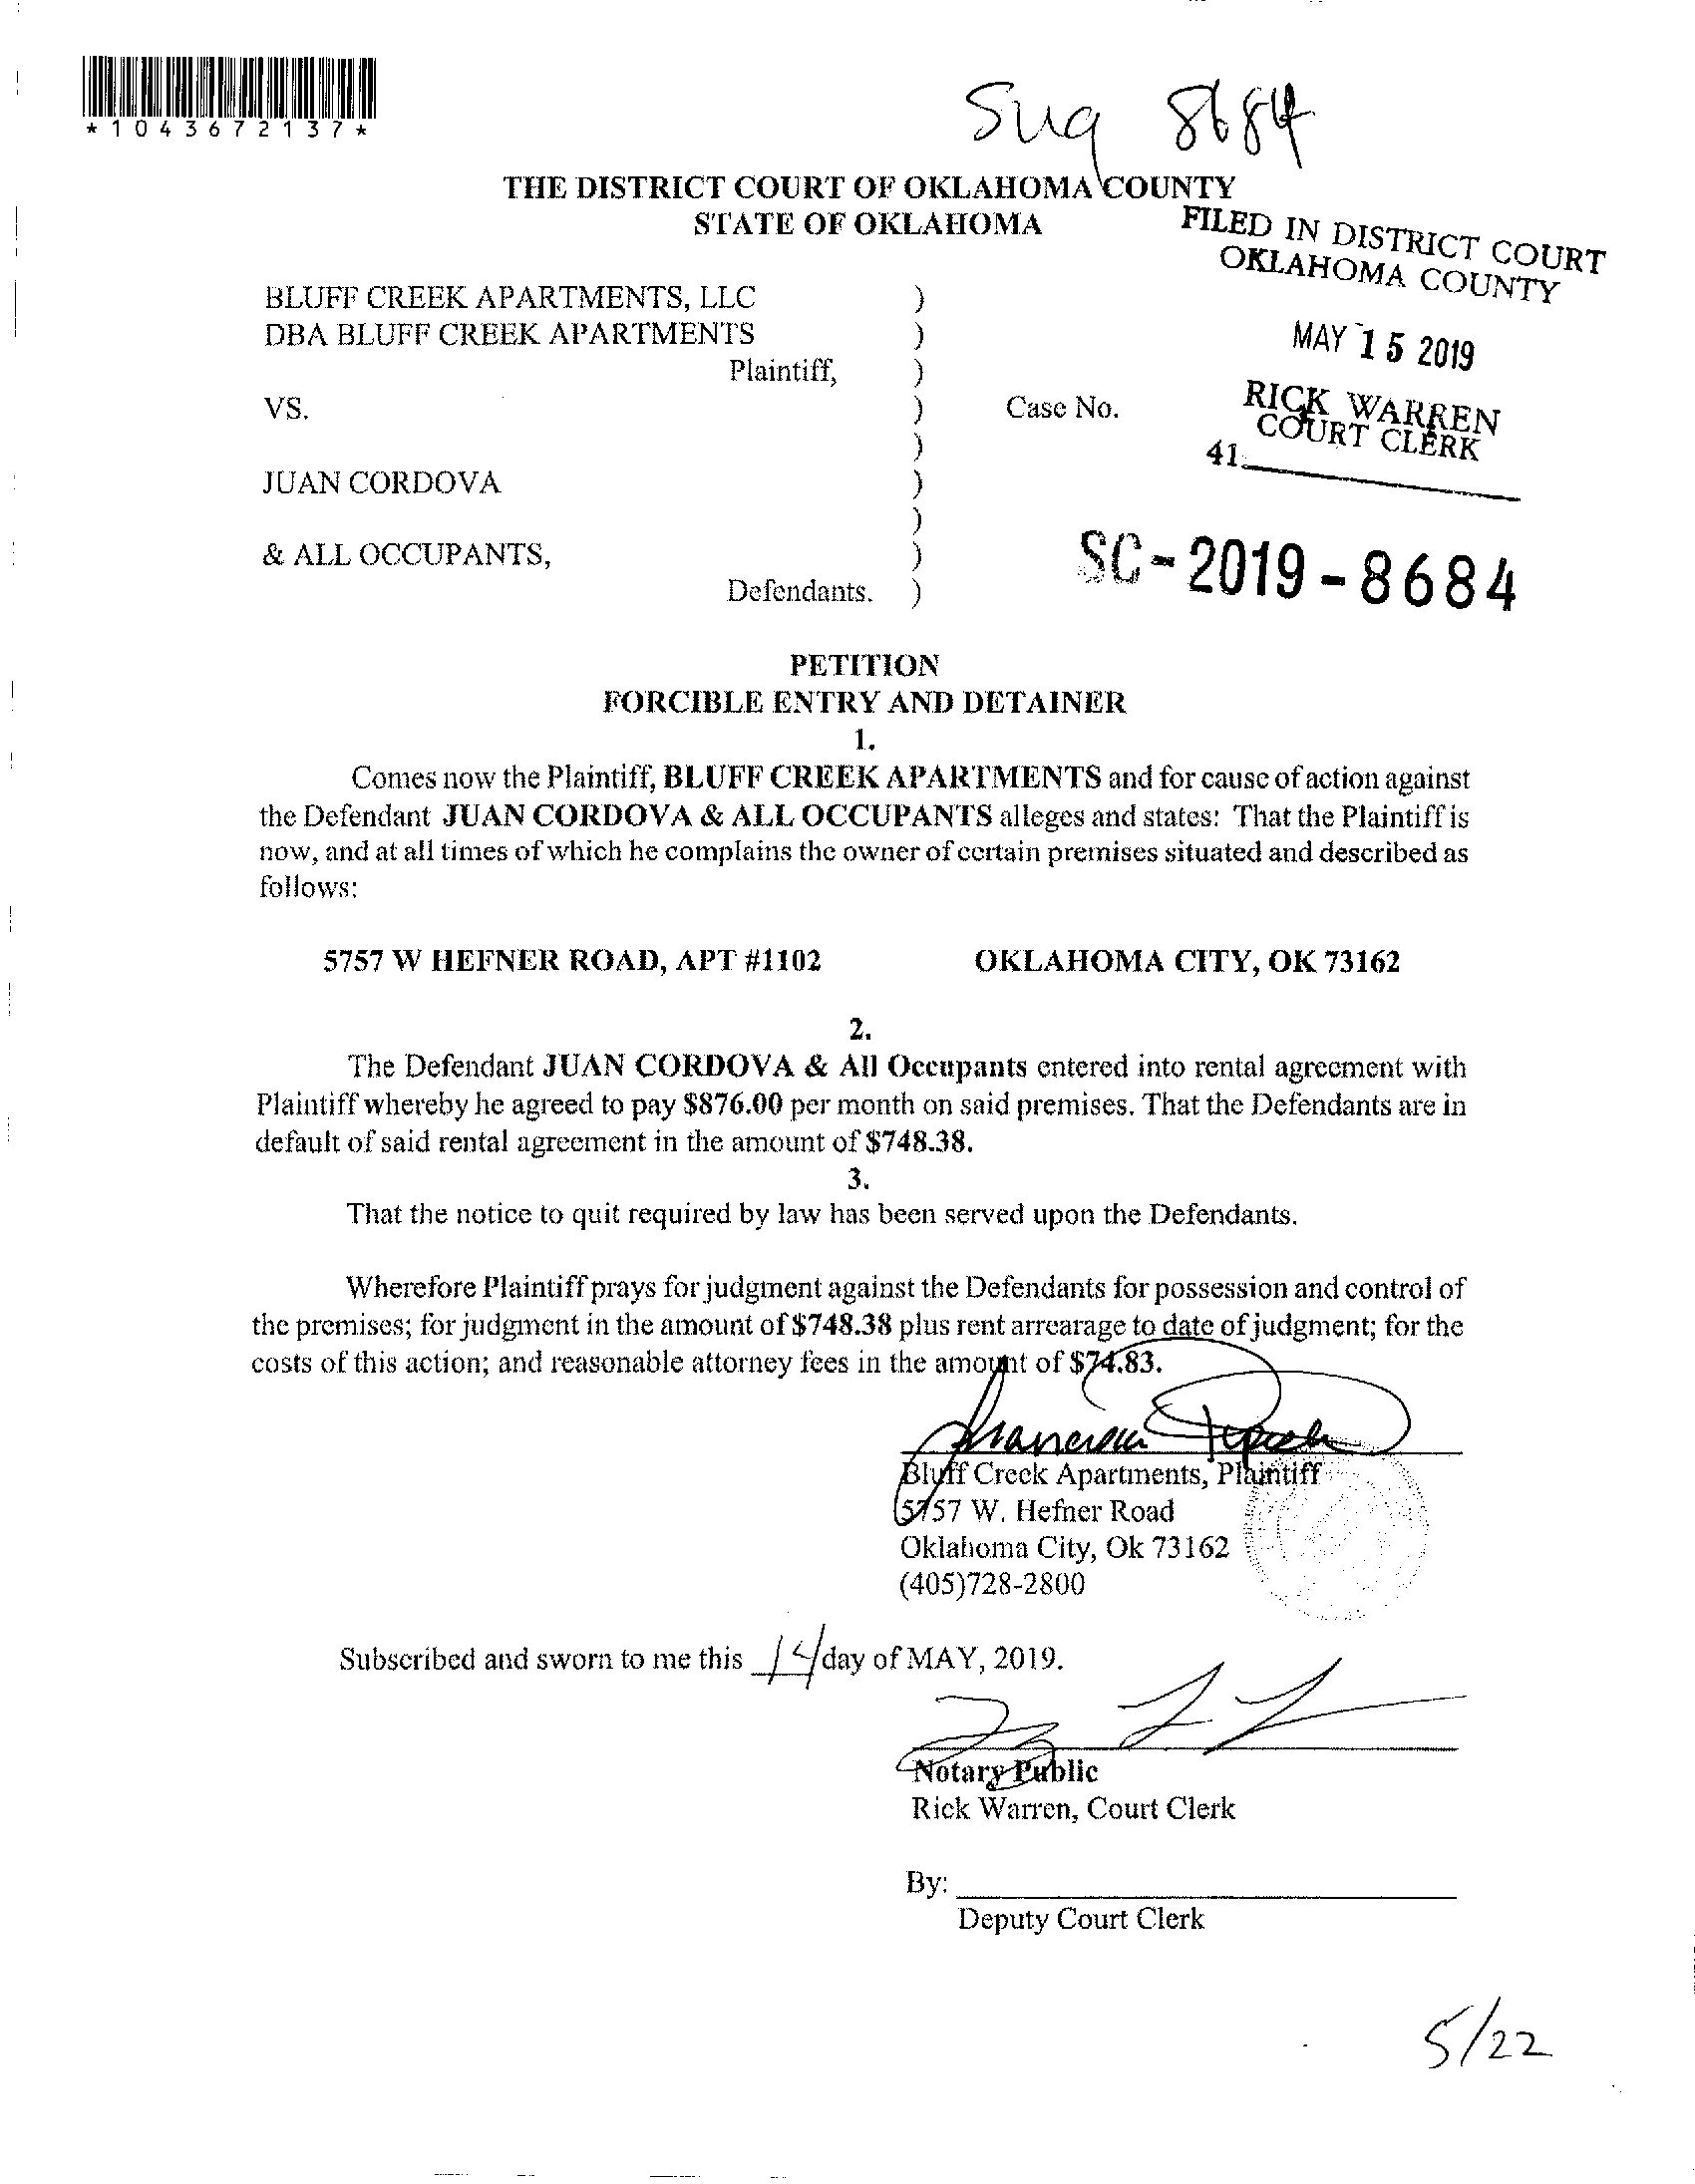 *1043672137*
Suq 8684
THE DISTRICT COURT OF OKLAHOMA COUNTY
STATE OF OKLAHOMA
FILED IN DISTRICT COURT
OKLAHOMA COUNTY
MAY 15 2019
RICK WARREN
COURT CLERK
41
BLUFF CREEK APARTMENTS, LLC )
DBA BLUFF CREEK APARTMENTS )
Plaintiff, )
VS. ) Case No.
)
JUAN CORDOVA )
)
& ALL OCCUPANTS, )
Defendants. )
SC-2019-8684
PETITION
FORCIBLE ENTRY AND DETAINER
1.
Comes now the Plaintiff, BLUFF CREEK APARTMENTS and for cause of action against
the Defendant JUAN CORDOVA & ALL OCCUPANTS alleges and states: That the Plaintiff is
now, and at all times of which he complains the owner of certain premises situated and described as
follows:
5757 W HEFNER ROAD, APT #1102 OKLAHOMA CITY, OK 73162
2.
The Defendant JUAN CORDOVA & All Occupants entered into rental agreement with
Plaintiff whereby he agreed to pay $876.00 per month on said premises. That the Defendants are in
default of said rental agreement in the amount of $748.38.
3.
That the notice to quit required by law has been served upon the Defendants.
Wherefore Plaintiff prays for judgment against the Defendants for possession and control of
the premises; for judgment in the amount of $748.38 plus rent arrearage to date of judgment; for the
costs of this action; and reasonable attorney fees in the amount of $74.83.
Bluff Creek Apartments, Plaintiff
5757 W. Hefner Road
Oklahoma City, Ok 73162
(405)728-2800
Subscribed and sworn to me this 14 day of MAY, 2019.
Notary Public
Rick Warren, Court Clerk
By:
Deputy Court Clerk
5/22